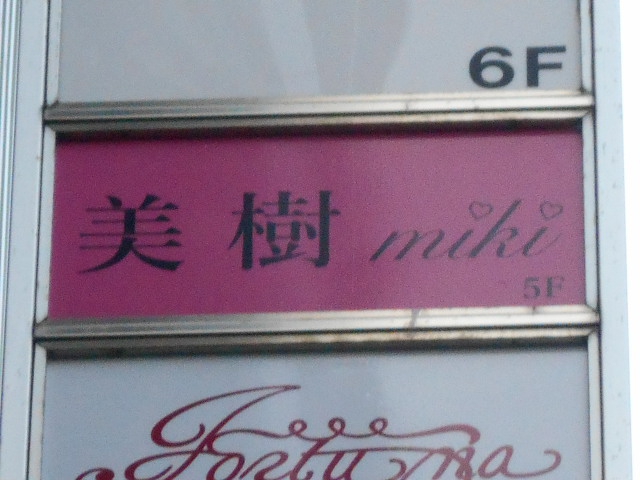 6F
美樹 miki
5F
Fortuna